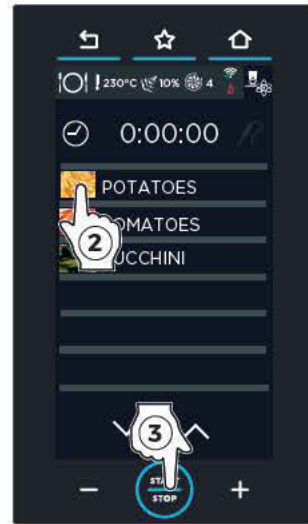 230°C 10% 4
0:00:00
POTATOES
2
OMATOES
UCCHINI
3
START
STOP